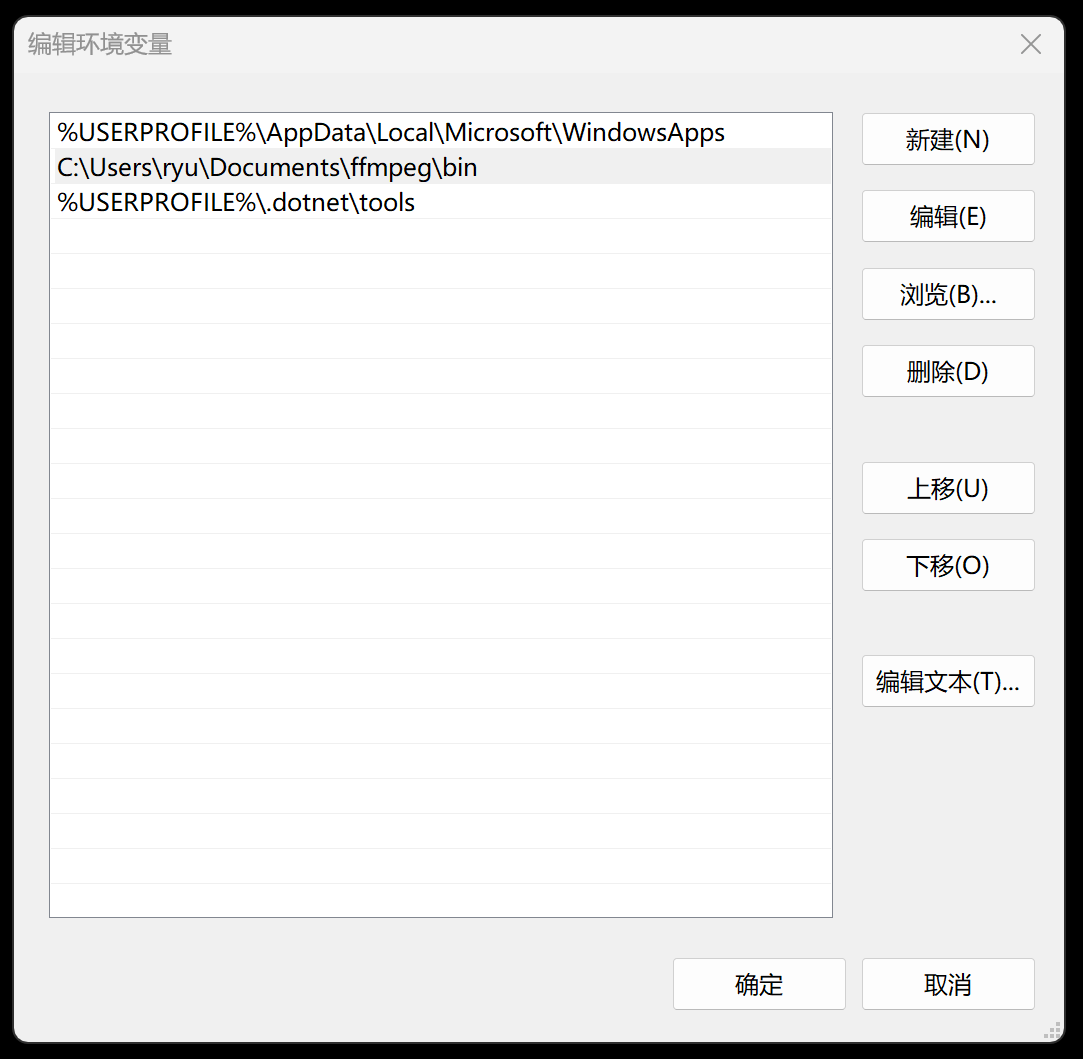 编辑环境变量
%USERPROFILE%\AppData\Local\Microsoft\WindowsApps
C:\Users\ryu\Documents\ffmpeg\bin
%USERPROFILE%\.dotnet\tools
新建(N)
编辑(E)
浏览(B)...
删除(D)
上移(U)
下移(O)
编辑文本(T)...
确定
取消